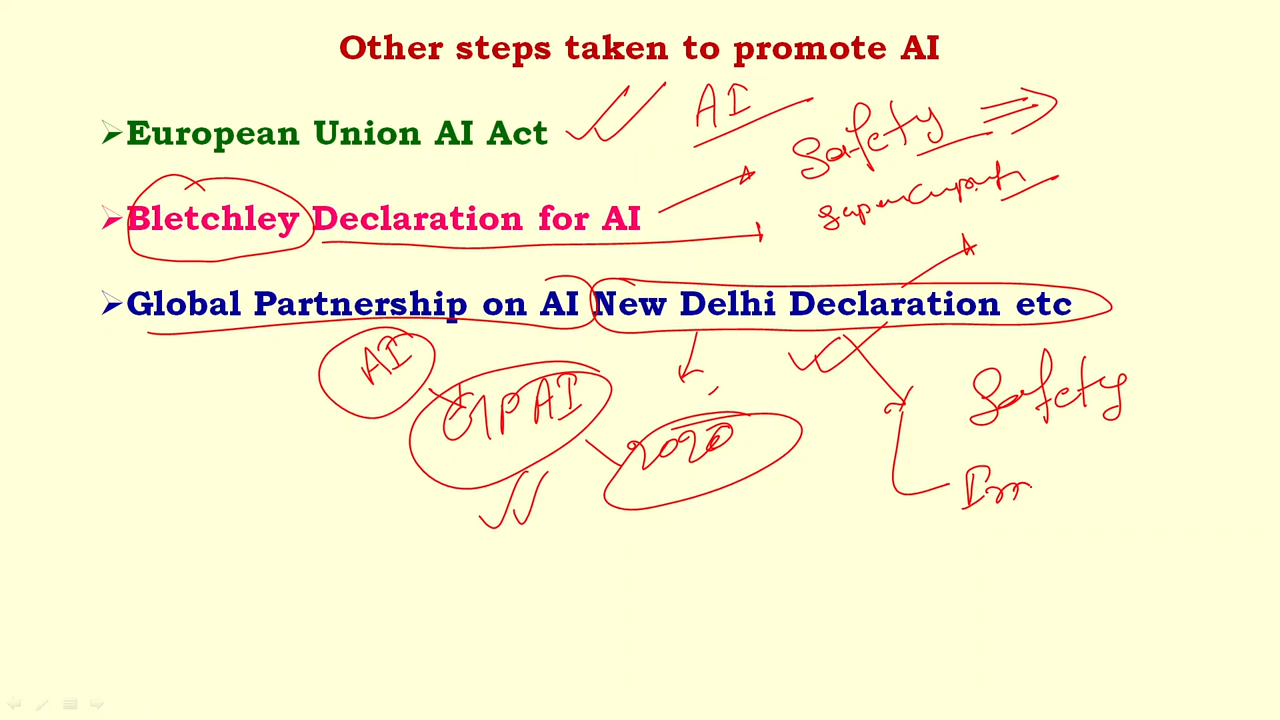 Other steps taken to promote AI
➢European Union AI Act
AI
Safety
➢Bletchley Declaration for AI
➢Global Partnership on AI New Delhi Declaration etc
AI
GPAI
2020
Safety